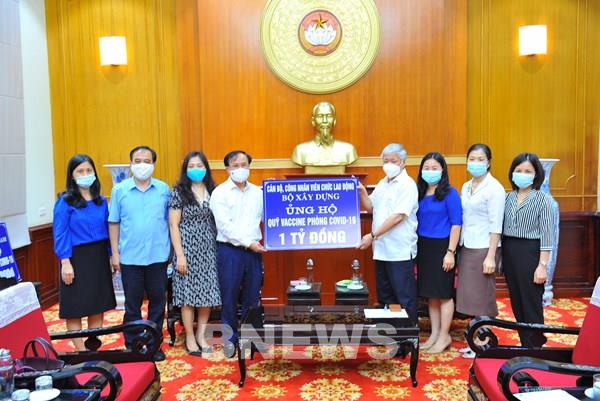 CÁN BỘ, CÔNG NHÂN VIÊN CHỨC LAO ĐỘNG
BỘ XÂY DỰNG
ỦNG HỘ
QUỸ VACCINE PHÒNG COVID-19
1 TỶ ĐỒNG
BNEWS